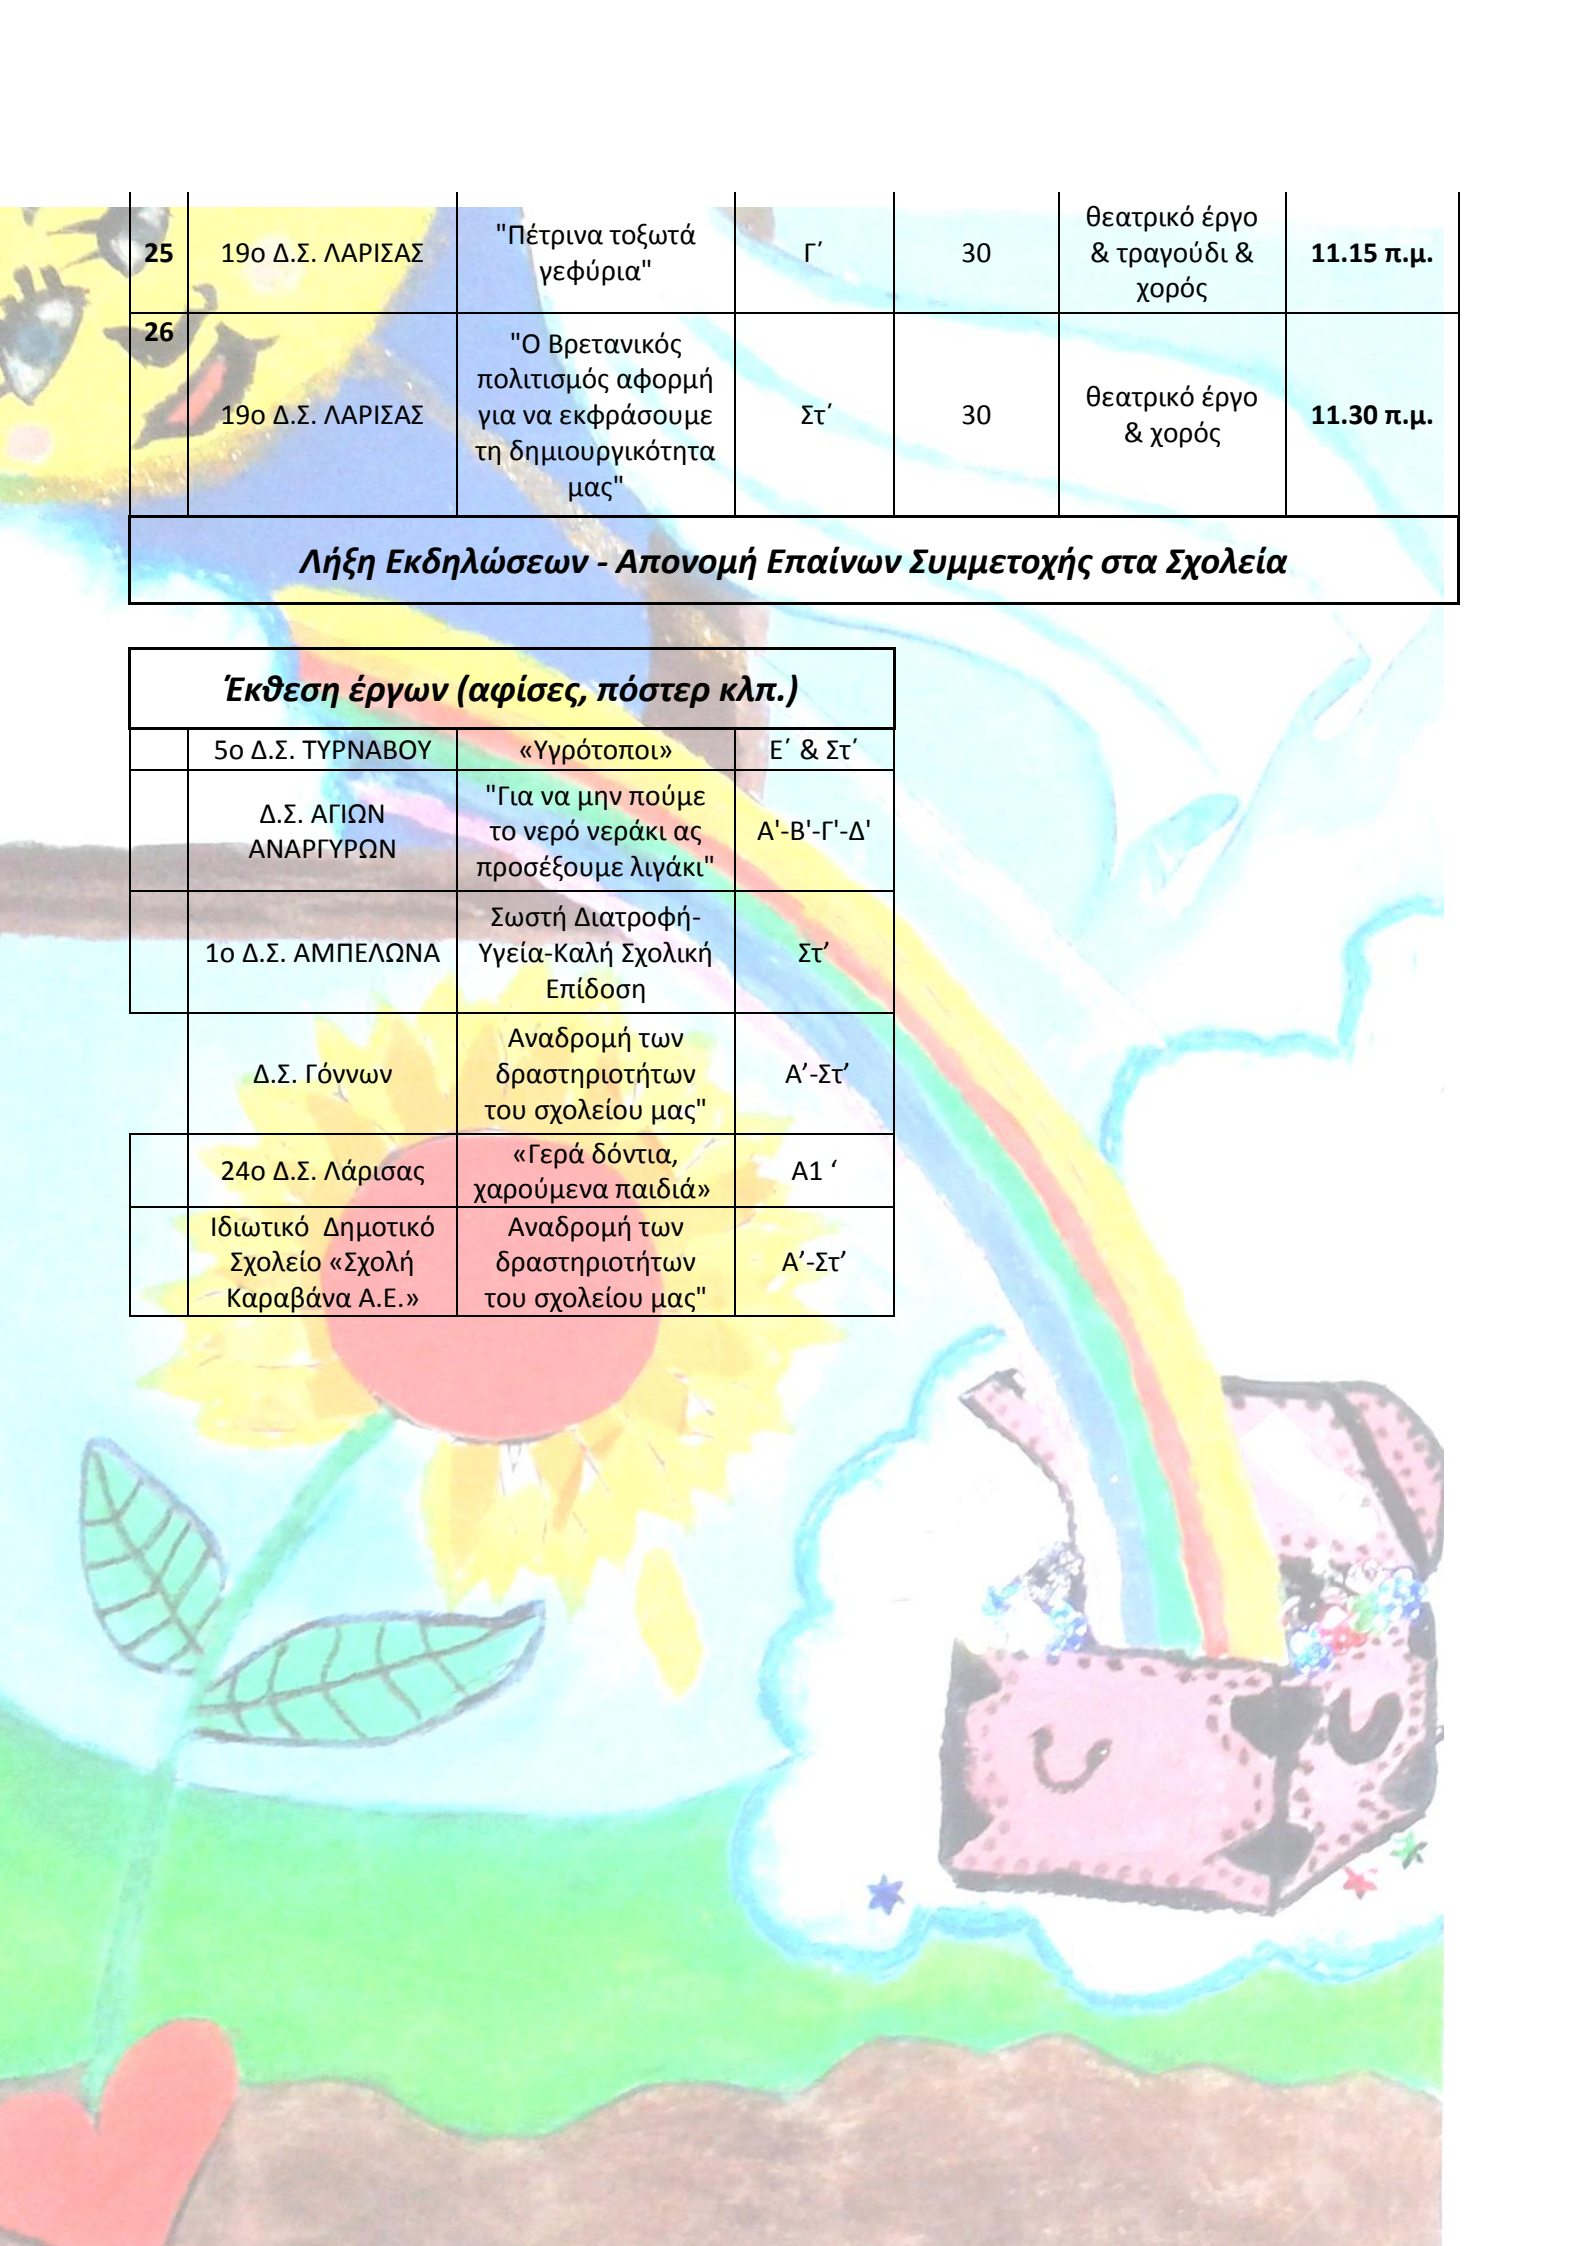 25
19ο Δ.Σ. ΛΑΡΙΣΑΣ
"Πέτρινα τοξωτά
γεφύρια"
Γ΄
30
θεατρικό έργο
& τραγούδι &
χορός
11.15 π.μ.
26
19ο Δ.Σ. ΛΑΡΙΣΑΣ
"Ο Βρετανικός
πολιτισμός αφορμή
για να εκφράσουμε
τη δημιουργικότητα
μας"
Στ΄
30
θεατρικό έργο
& χορός
11.30 π.μ.
Λήξη Εκδηλώσεων - Απονομή Επαίνων Συμμετοχής στα Σχολεία
Έκθεση έργων (αφίσες, πόστερ κλπ.)
5ο Δ.Σ. ΤΥΡΝΑΒΟΥ
«Υγρότοποι»
Ε΄ & Στ΄
Δ.Σ. ΑΓΙΩΝ
ΑΝΑΡΓΥΡΩΝ
"Για να μην πούμε
το νερό νεράκι ας
προσέξουμε λιγάκι"
Α'-Β'-Γ'-Δ'
1ο Δ.Σ. ΑΜΠΕΛΩΝΑ
Σωστή Διατροφή-
Υγεία-Καλή Σχολική
Επίδοση
Στ’
Δ.Σ. Γόννων
Αναδρομή των
δραστηριοτήτων
του σχολείου μας"
Α’-Στ’
24ο Δ.Σ. Λάρισας
«Γερά δόντια,
χαρούμενα παιδιά»
Α1 ‘
Ιδιωτικό  Δημοτικό
Σχολείο «Σχολή
Καραβάνα Α.Ε.»
Αναδρομή των
δραστηριοτήτων
του σχολείου μας"
Α’-Στ’